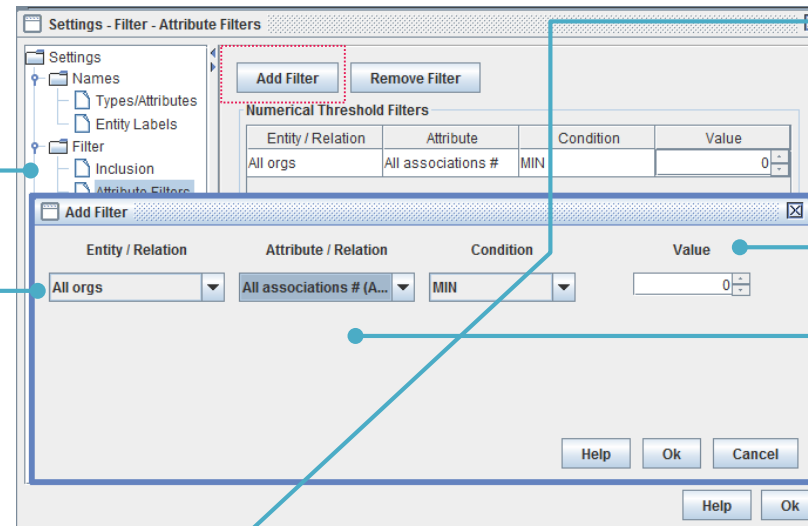 Settings - Filter - Attribute Filters
Settings
Names
Types/Attributes
Entity Labels
Filter
Inclusion
Attribute Filters
Add Filter Remove Filter
Numerical Threshold Filters
Entity / Relation Attribute Condition Value
All orgs All associations # MIN 0
Add Filter
Entity / Relation Attribute / Relation Condition Value
All orgs All associations # (A... MIN 0
Help Ok Cancel
Help Ok